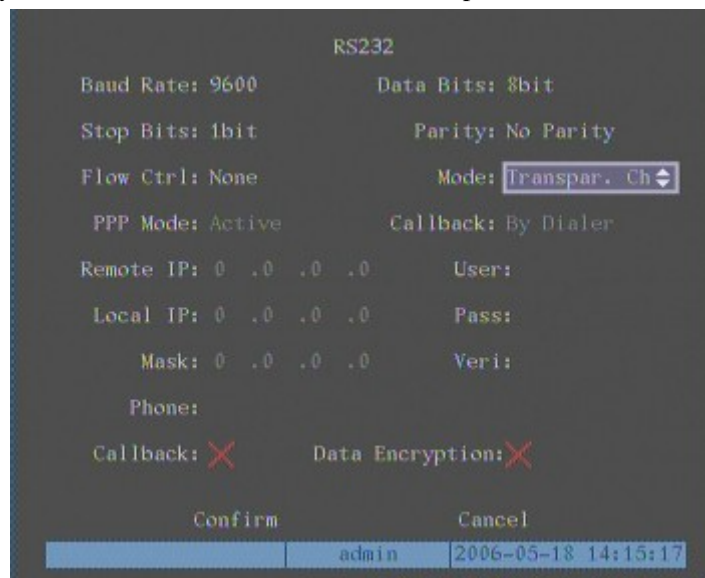 RS232
Baud Rate: 9600 Data Bits: 8bit
Stop Bits: 1bit Parity: No Parity
Flow Ctrl: None Mode: Transpar. Ch
PPP Mode: Active Callback: By Dialer
Remote IP: 0 .0 .0 .0 User:
Local IP: 0 .0 .0 .0 Pass:
Mask: 0 .0 .0 .0 Veri:
Phone:
Callback: Data Encryption:
Confirm Cancel
admin 2006-05-18 14:15:17